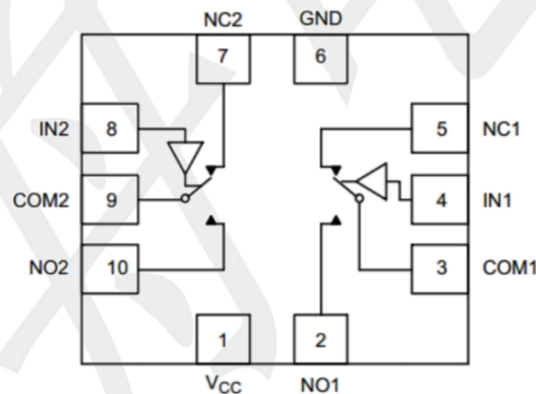 NC2 GND
7 6
IN2 8 5 NC1
COM2 9 4 IN1
NO2 10 3 COM1
1 2
VCC NO1